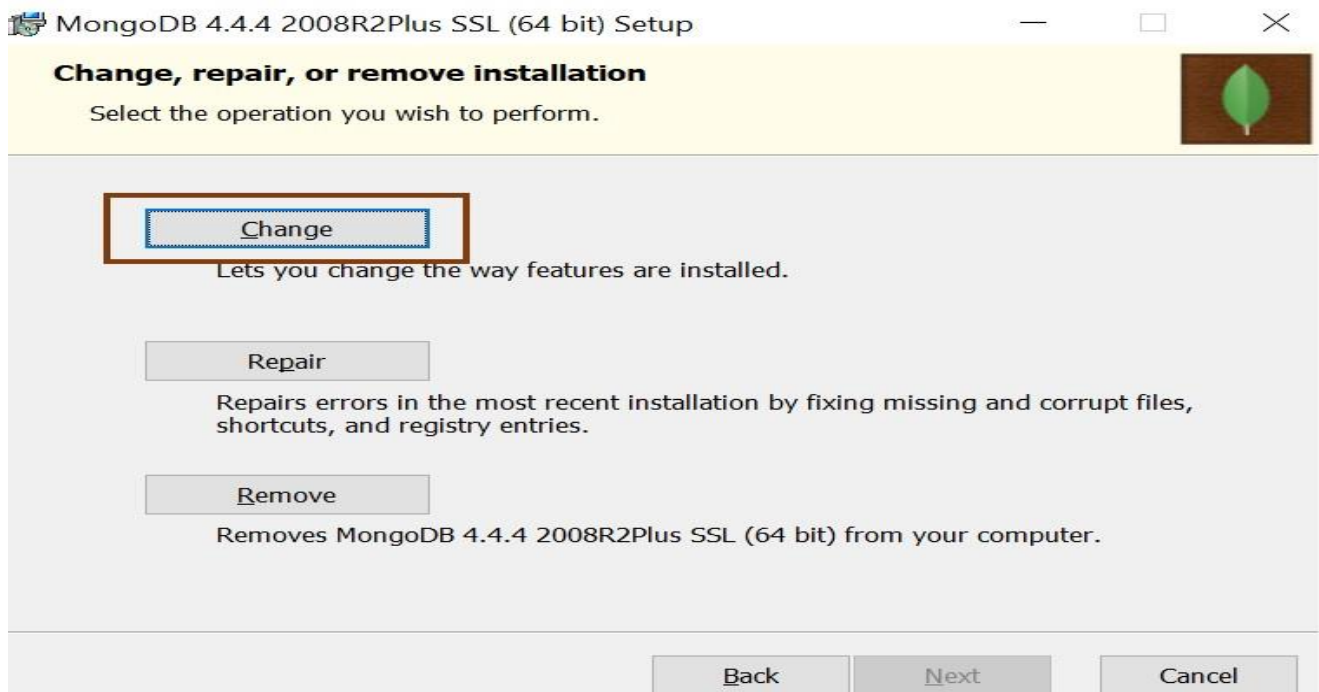 MongoDB 4.4.4 2008R2Plus SSL (64 bit) Setup
Change, repair, or remove installation
Select the operation you wish to perform.
Change
Lets you change the way features are installed.
Repair
Repairs errors in the most recent installation by fixing missing and corrupt files,
shortcuts, and registry entries.
Remove
Removes MongoDB 4.4.4 2008R2Plus SSL (64 bit) from your computer.
Back Next Cancel